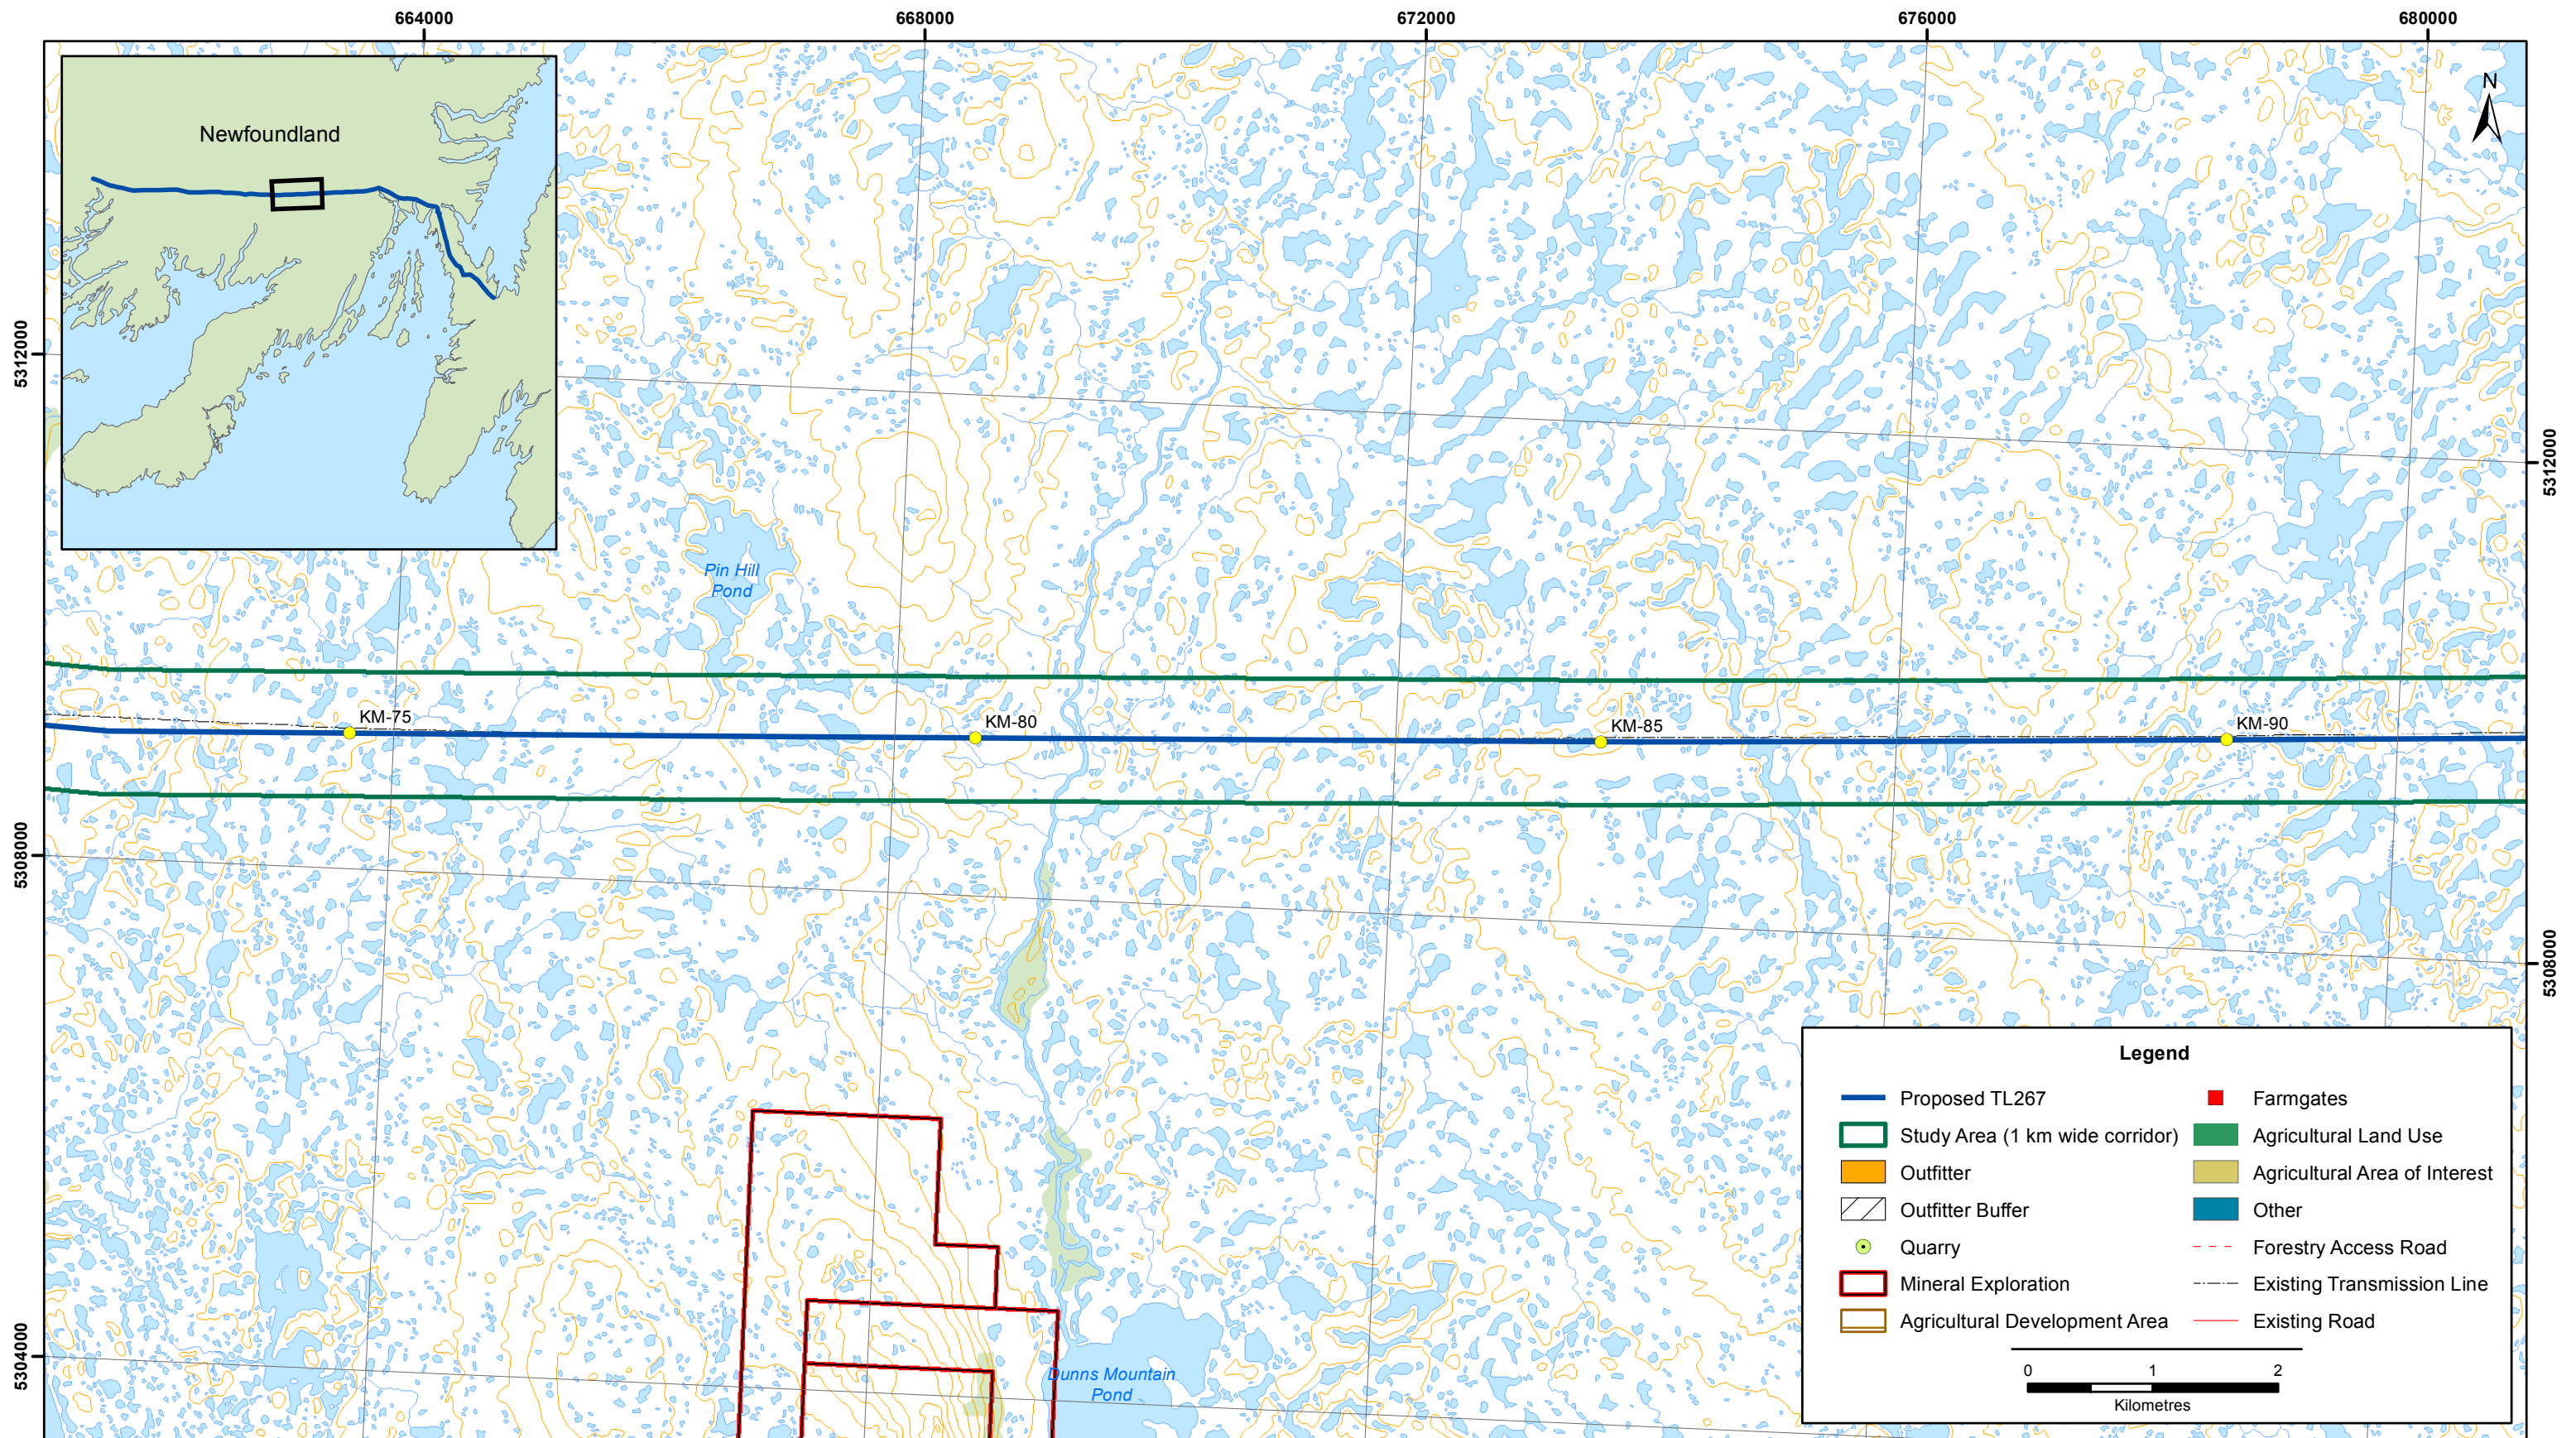 664000
668000
672000
676000
680000
N
Newfoundland
5312000
5312000
Pin Hill
Pond
KM-75
KM-80
KM-85
KM-90
5308000
5308000
Legend
Proposed TL267
Study Area (1 km wide corridor)
Outfitter
Outfitter Buffer
Quarry
Mineral Exploration
Agricultural Development Area
Farmgates
Agricultural Land Use
Agricultural Area of Interest
Other
Forestry Access Road
Existing Transmission Line
Existing Road
0 1 2
Kilometres
5304000
Dunns Mountain
Pond